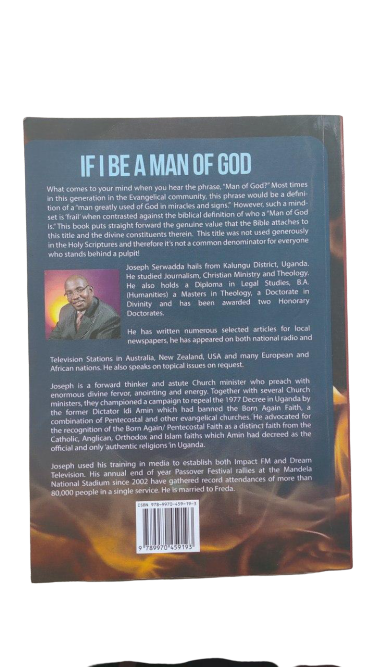 IF I BE A MAN OF GOD
What comes to your mind when you hear the phrase, "Man of God?" Most times
in this generation in the Evangelical community, this phrase would be a defini-
tion of a "man greatly used of God in miracles and signs." However, such a mind-
set is 'frail' when contrasted against the biblical definition of who a "Man of God
is." This book puts straight forward the genuine value that the Bible attaches to
this title and the divine constituents therein. This title was not used generously
in the Holy Scriptures and therefore it's not a common denominator for everyone
who stands behind a pulpit!
Joseph Serwadda hails from Kalungu District, Uganda.
He studied Journalism, Christian Ministry and Theology.
He also holds a Diploma in Legal Studies, B.A.
(Humanities) a Masters in Theology, a Doctorate in
Divinity and has been awarded two Honorary
Doctorates.
He has written numerous selected articles for local
newspapers, he has appeared on both national and radio
Television Stations in Australia, New Zealand, USA and many European and
African nations. He also speaks on topical issues on request.
Joseph is a forward thinker and astute Church minister who preach with
enormous divine fervor, anointing and energy. Together with several Church
ministers, they championed a campaign to repeal the 1977 Decree in Uganda by
the former Dictator Idi Amin which had banned the Born Again Faith, a
combination of Pentecostal and other evangelical churches. He advocated for
the recognition of the Born Again/ Pentecostal Faith as a distinct faith from the
Catholic, Anglican, Orthodox and Islam faiths which Amin had decreed as the
official and only 'authentic religions 'in Uganda.
Joseph used his training in media to establish both Impact FM and Dream
Television. His annual end of year Passover Festival rallies at the Mandela
National Stadium since 2002 have gathered record attendances of more than
80,000 people in a single service. He is married to Freda.
ISBN 978-9970-459-19-3
9 789970 459193